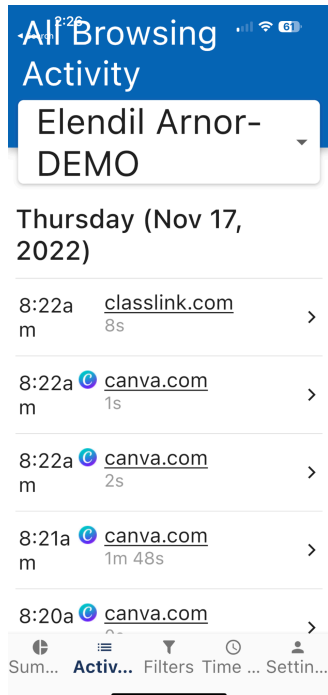 2:26
61
All Browsing
Activity
Elendil Arnor-
DEMO
Thursday (Nov 17,
2022)
8:22a
m
classlink.com
8s
8:22a
m
canva.com
1s
8:22a
m
canva.com
2s
8:21a
m
canva.com
1m 48s
8:20a
canva.com
Sum...
Activ...
Filters
Time ...
Settin...